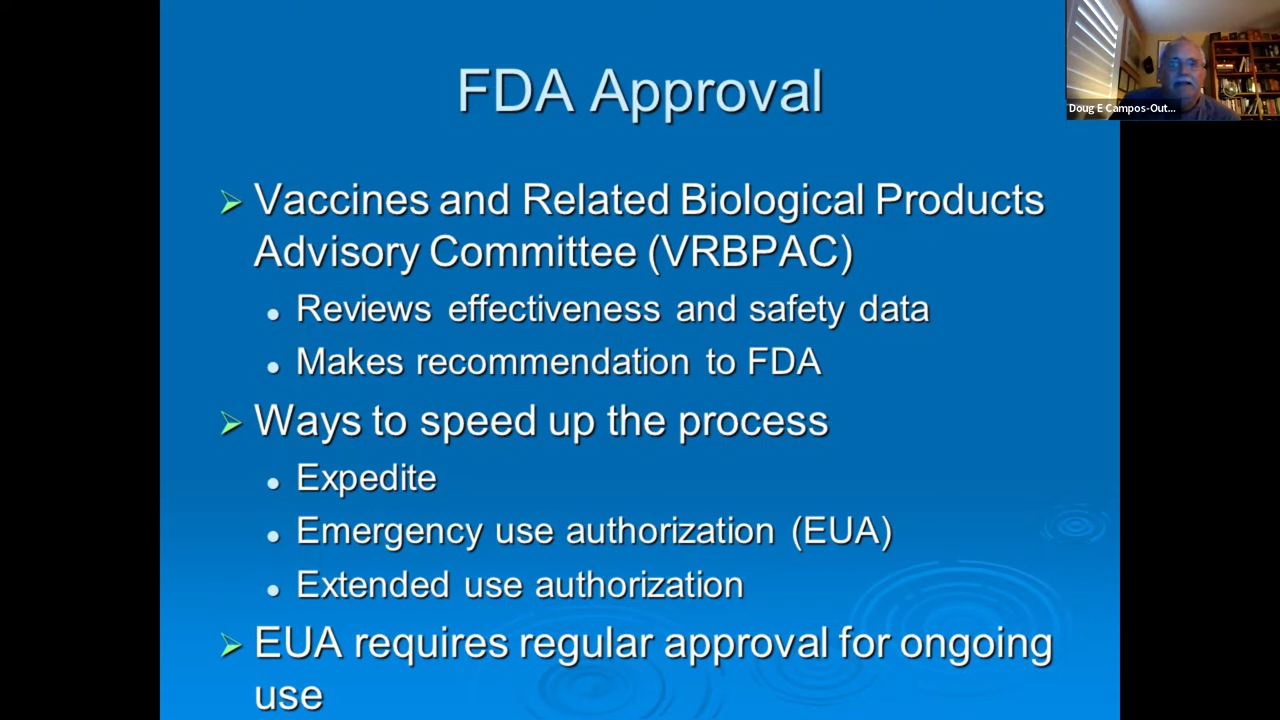 FDA Approval
Doug E Campos-Out...
Vaccines and Related Biological Products
Advisory Committee (VRBPAC)
Reviews effectiveness and safety data
Makes recommendation to FDA
Ways to speed up the process
Expedite
Emergency use authorization (EUA)
Extended use authorization
EUA requires regular approval for ongoing
use